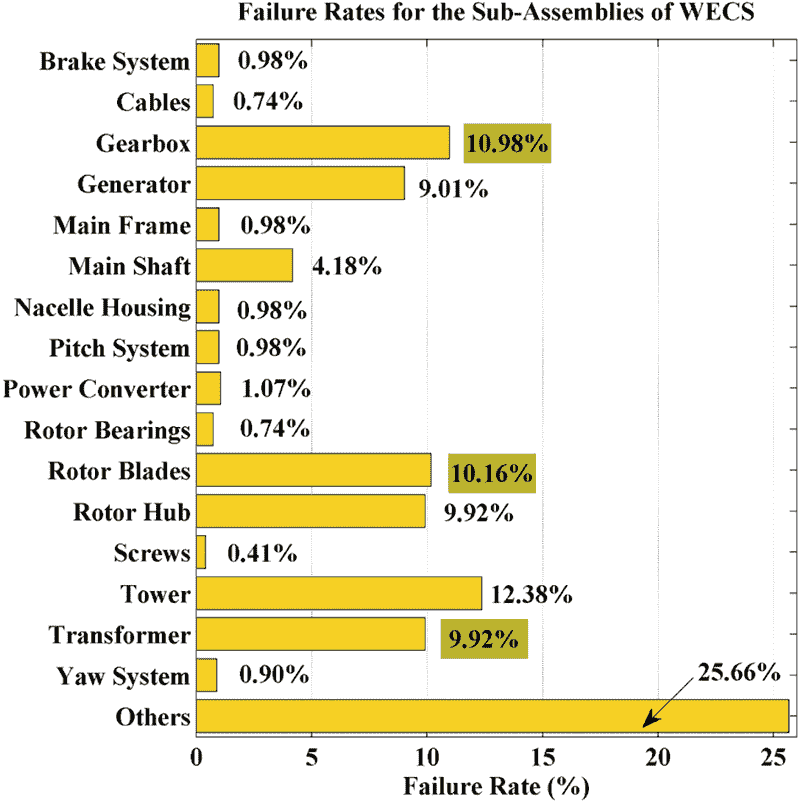 Failure Rates for the Sub-Assemblies of WECS
Brake System 0.98%
Cables 0.74%
Gearbox 10.98%
Generator 9.01%
Main Frame 0.98%
Main Shaft 4.18%
Nacelle Housing 0.98%
Pitch System 0.98%
Power Converter 1.07%
Rotor Bearings 0.74%
Rotor Blades 10.16%
Rotor Hub 9.92%
Screws 0.41%
Tower 12.38%
Transformer 9.92%
Yaw System 0.90% 25.66%
Others
0 5 10 15 20 25
Failure Rate (%)